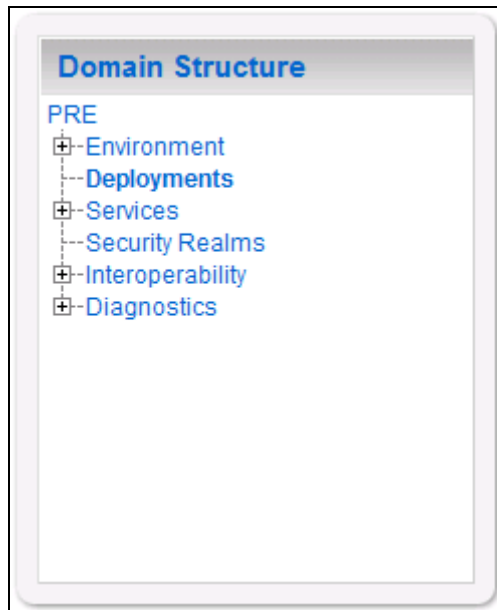 Domain Structure
PRE
Environment
Deployments
Services
Security Realms
Interoperability
Diagnostics